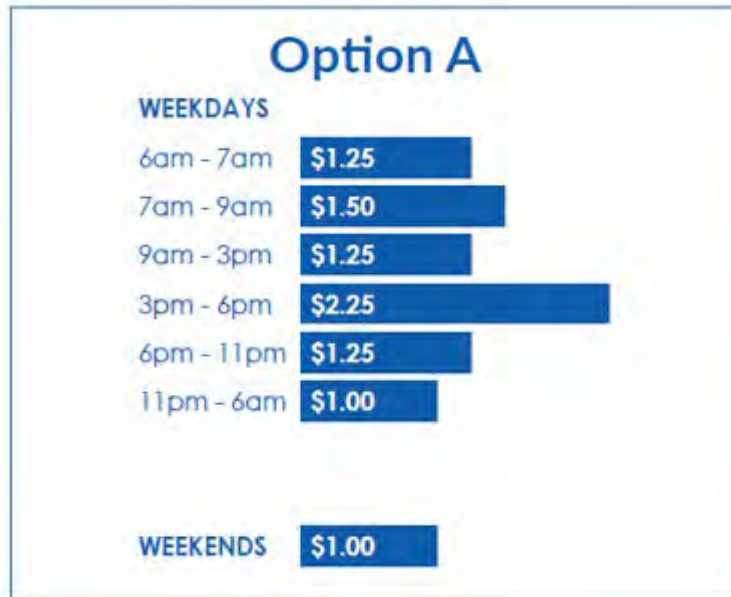 Option A
WEEKDAYS
6am - 7am $1.25
7am - 9am $1.50
9am - 3pm $1.25
3pm - 6pm $2.25
6pm - 11pm $1.25
11pm - 6am $1.00
WEEKENDS $1.00